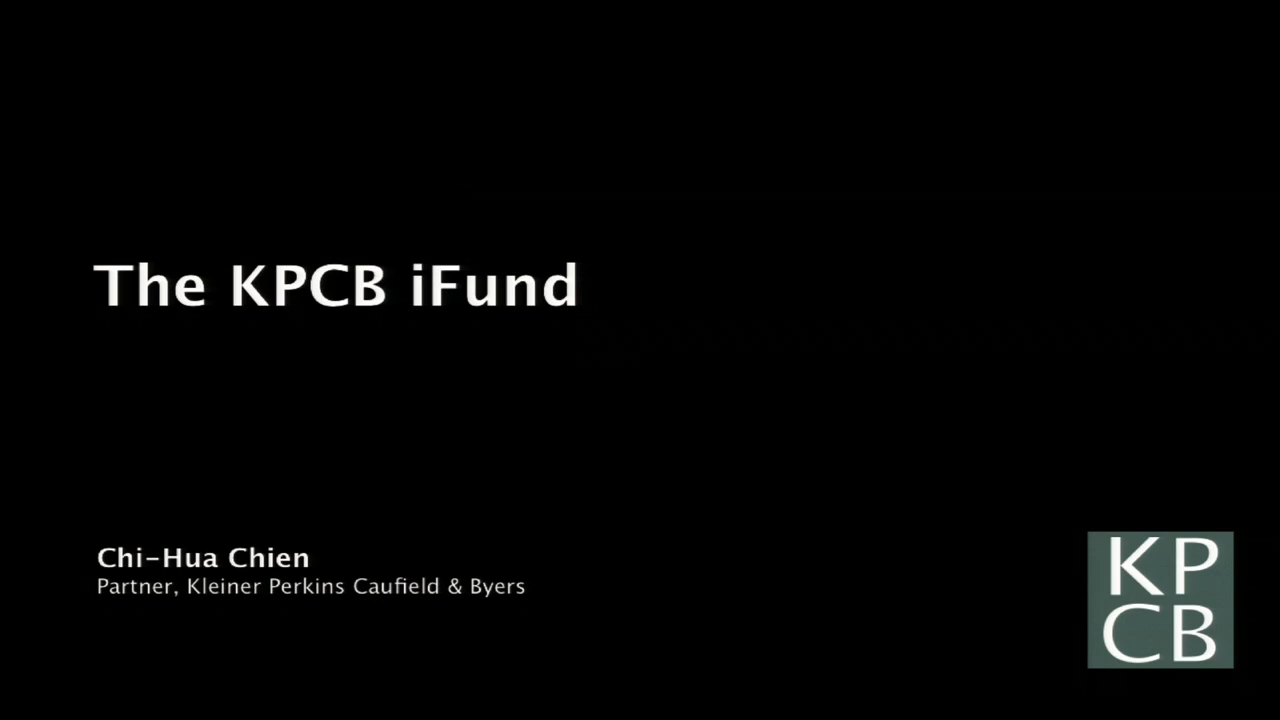 The KPCB iFund
Chi-Hua Chien
Partner, Kleiner Perkins Caufield & Byers
KP
CB